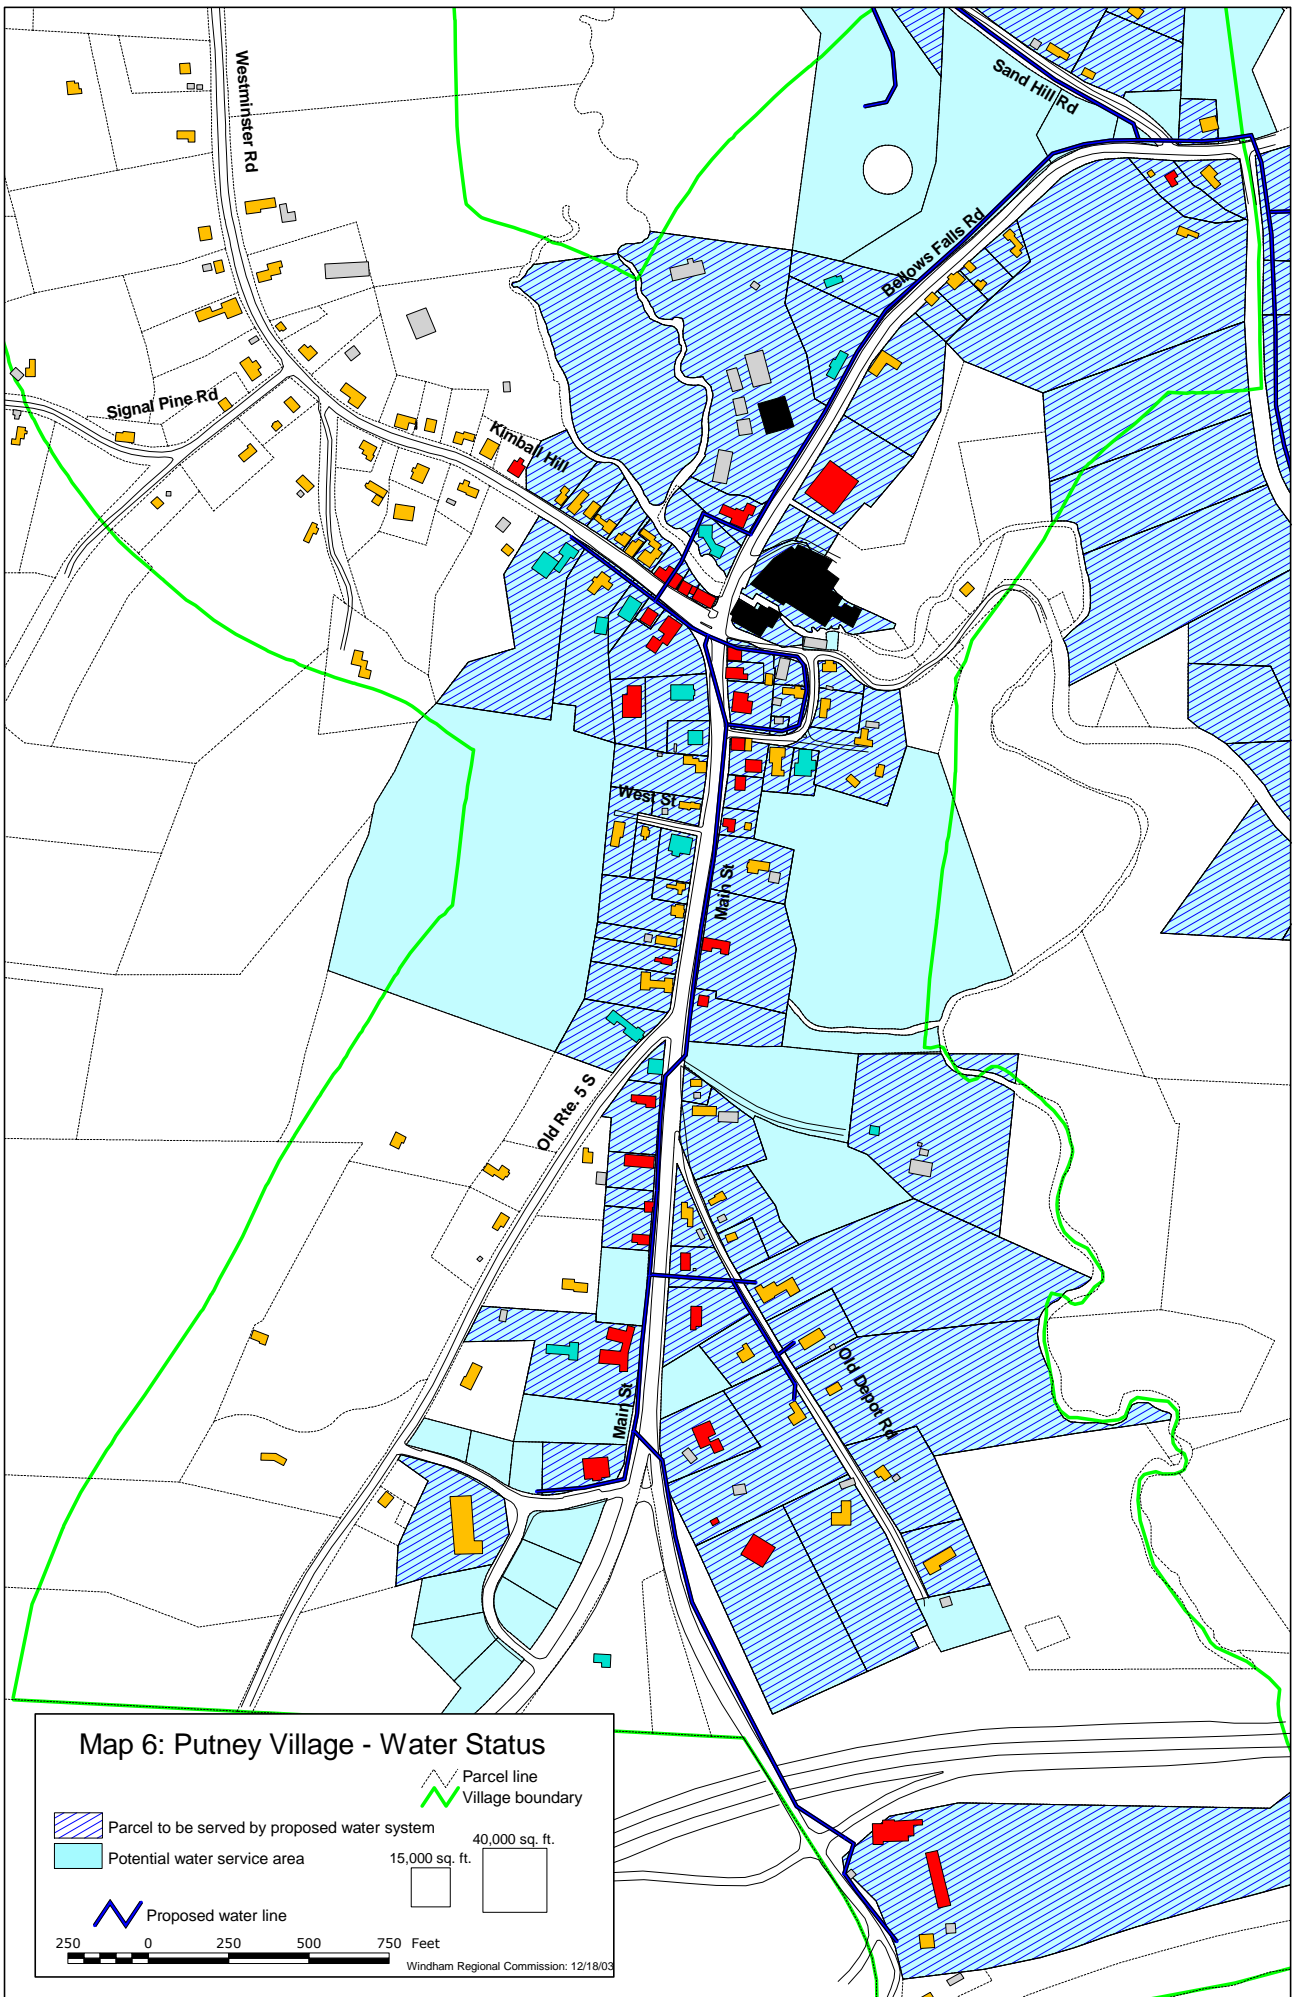 Westminster Rd
Sand Hill Rd
Bellows Falls Rd
Signal Pine Rd
Kimball Hill
West St
Main St
Old Rte. 5 S
Old Depot Rd
Main St
Map 6: Putney Village - Water Status
Parcel line
Village boundary
Parcel to be served by proposed water system
Potential water service area
15,000 sq. ft.
40,000 sq. ft.
Proposed water line
250 0 250 500 750 Feet
Windham Regional Commission: 12/18/03